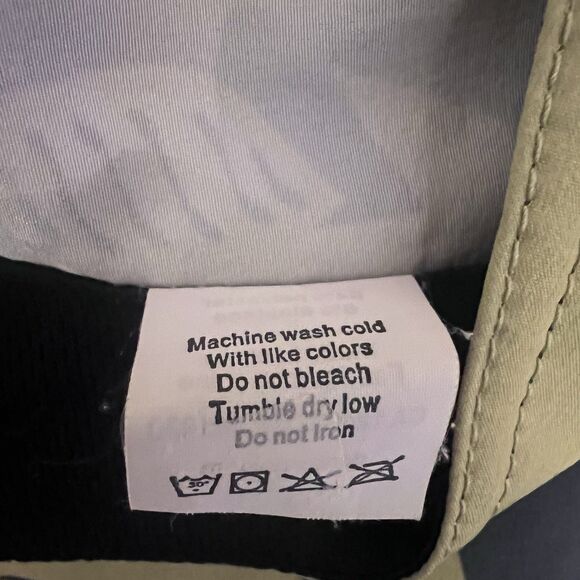 Machine wash cold
With like colors
Do not bleach
Tumble dry low
Do not Iron
30°